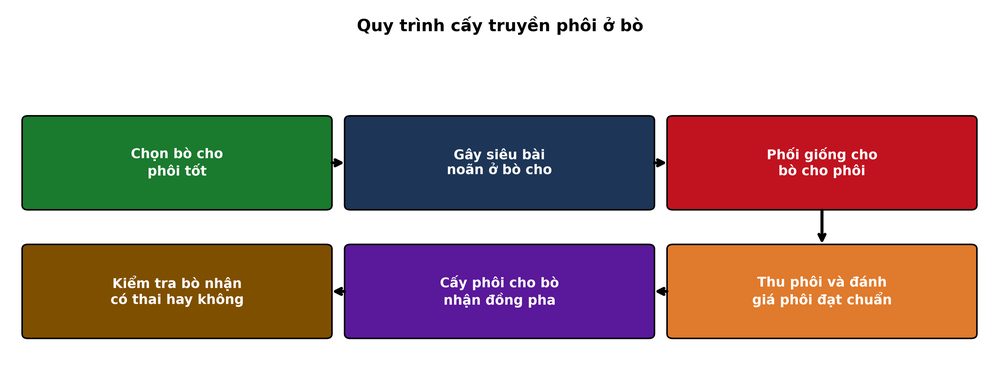 Quy trình cấy truyền phôi ở bò
Chọn bò cho
phôi tốt
Gây siêu bài
noãn ở bò cho
Phối giống cho
bò cho phôi
Thu phôi và đánh
giá phôi đạt chuẩn
Cấy phôi cho bò
nhận đồng pha
Kiểm tra bò nhận
có thai hay không